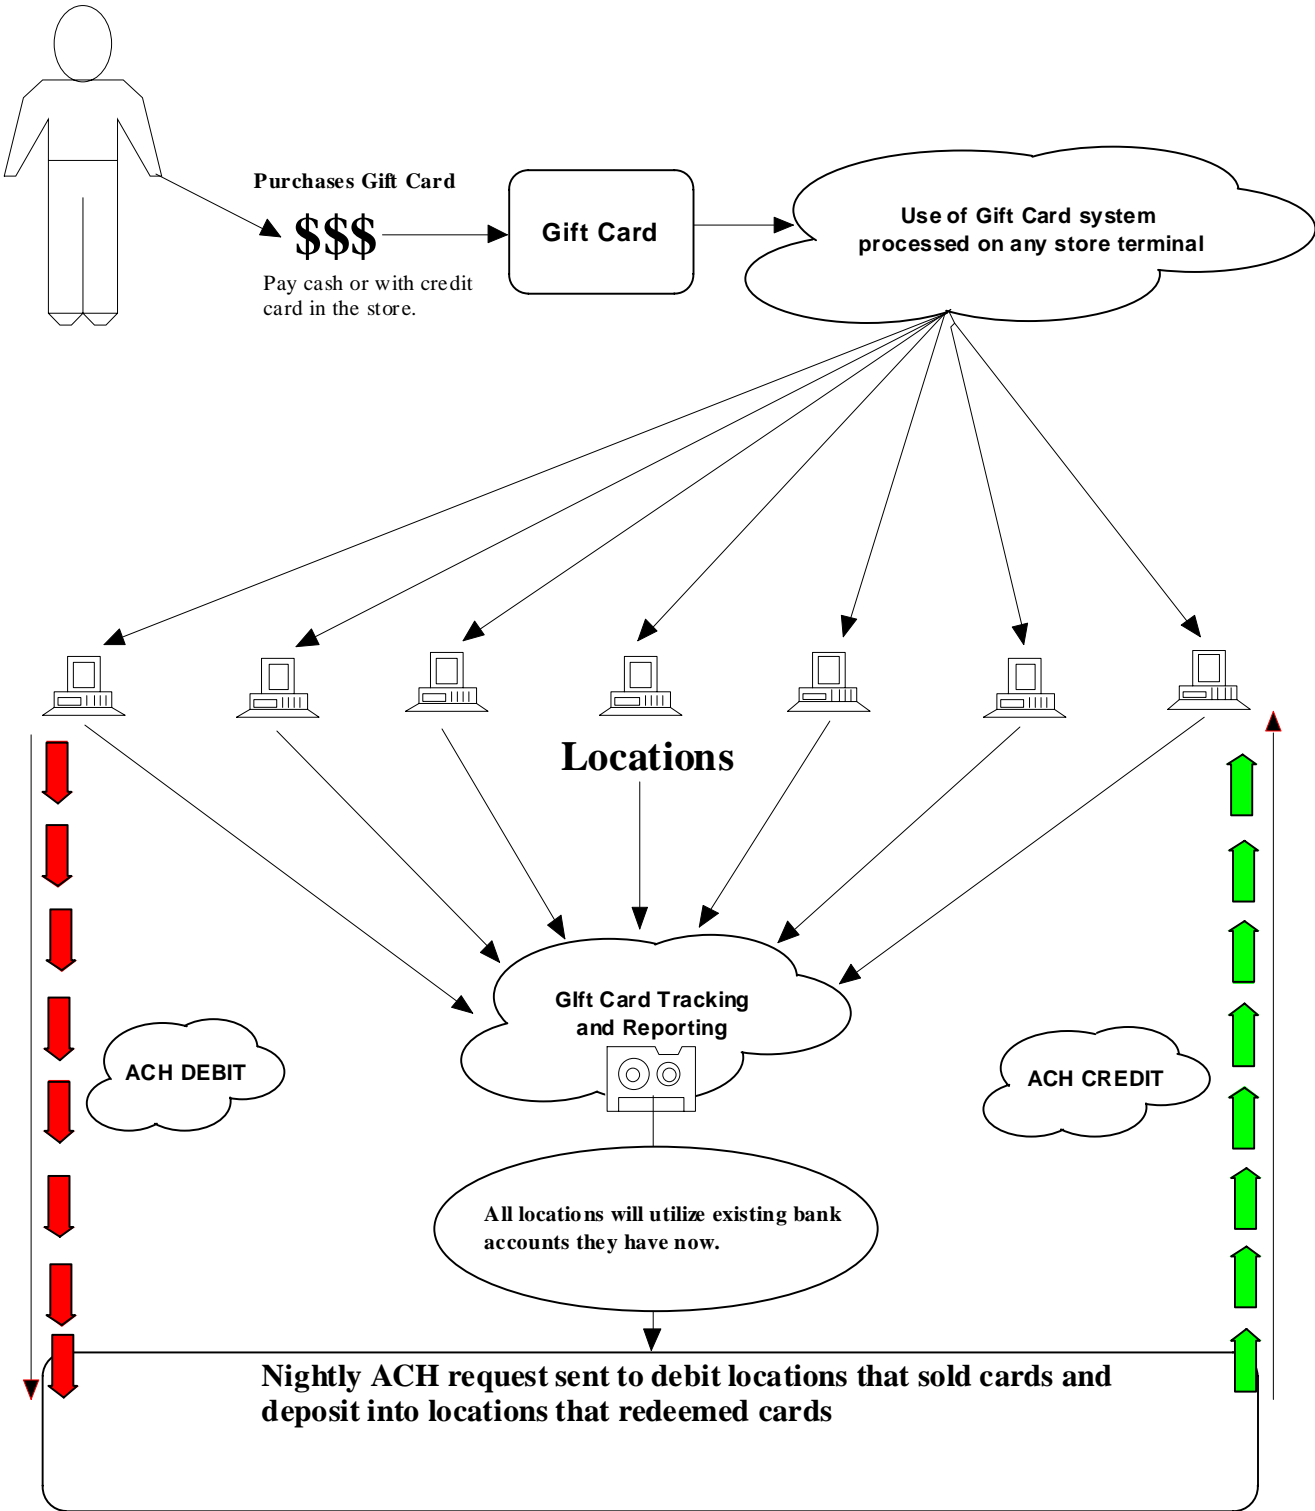 Purchases Gift Card
$$$
Pay cash or with credit
card in the store.
Gift Card
Use of Gift Card system
processed on any store terminal
Locations
GIft Card Tracking
and Reporting
ACH DEBIT
ACH CREDIT
All locations will utilize existing bank
accounts they have now.
Nightly ACH request sent to debit locations that sold cards and
deposit into locations that redeemed cards